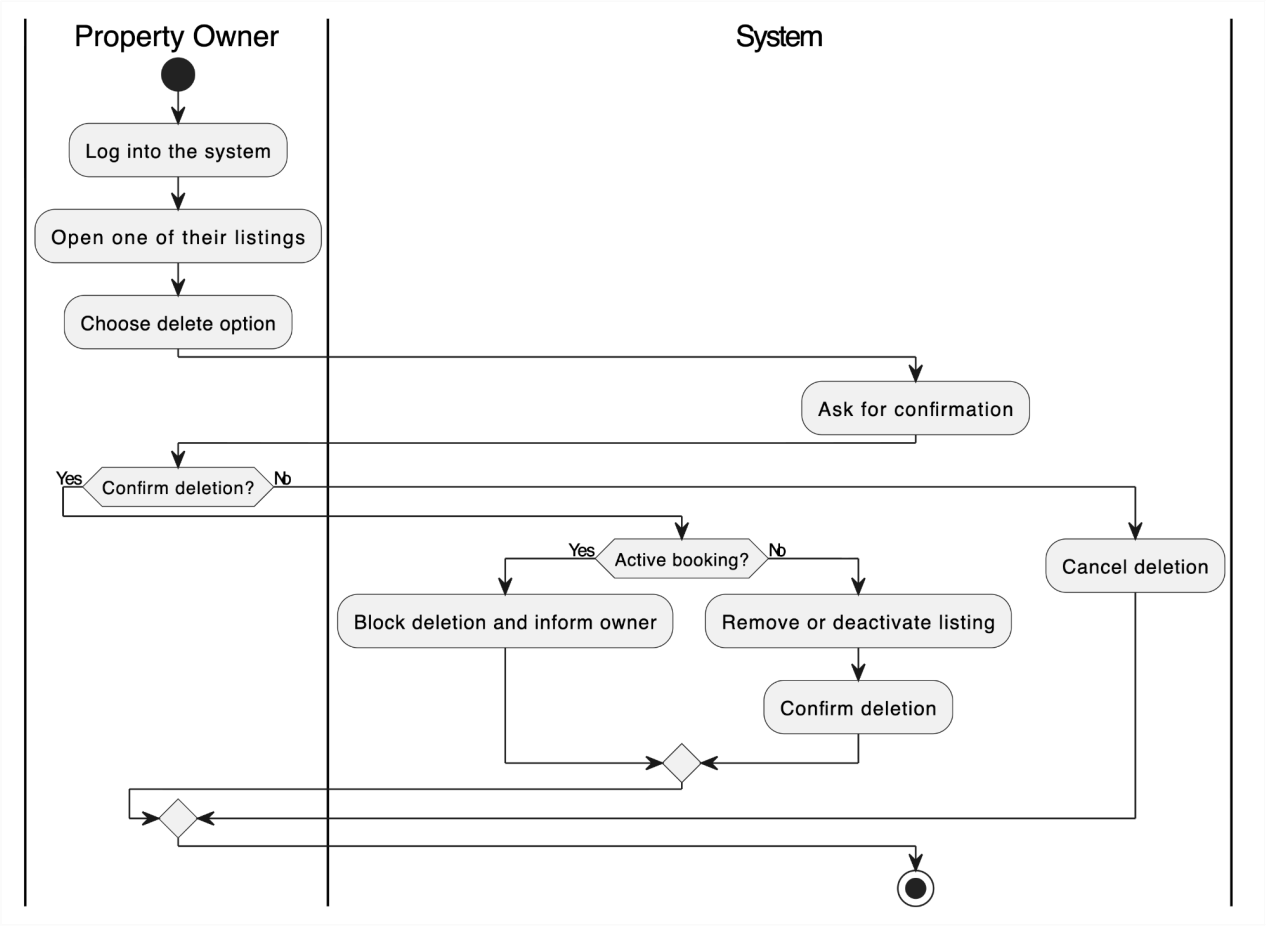 Property Owner
System
Log into the system
Open one of their listings
Choose delete option
Ask for confirmation
Yes
Confirm deletion?
No
Yes
Active booking?
No
Cancel deletion
Block deletion and inform owner
Remove or deactivate listing
Confirm deletion